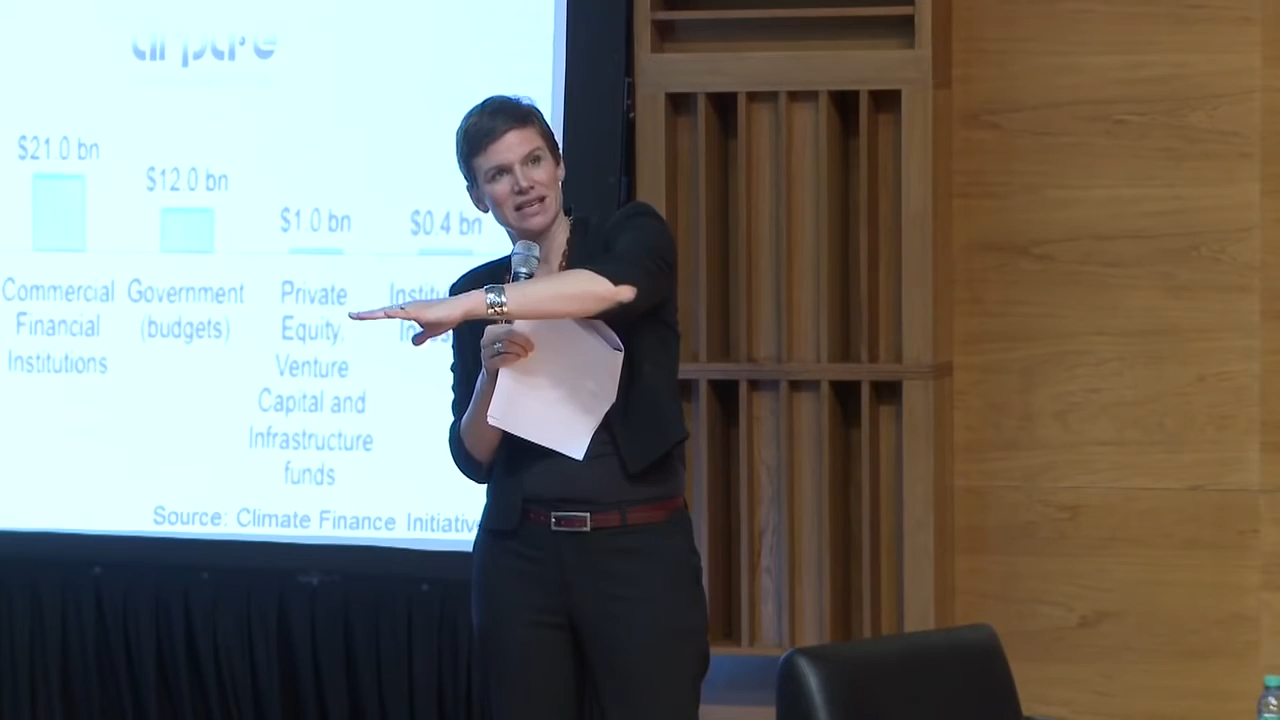 $21.0 bn
$12.0 bn
$1.0 bn
$0.4 bn
Commercial
Financial
Institutions
Government
(budgets)
Private
Equity,
Venture
Capital and
Infrastructure
funds
Source: Climate Finance Initiative